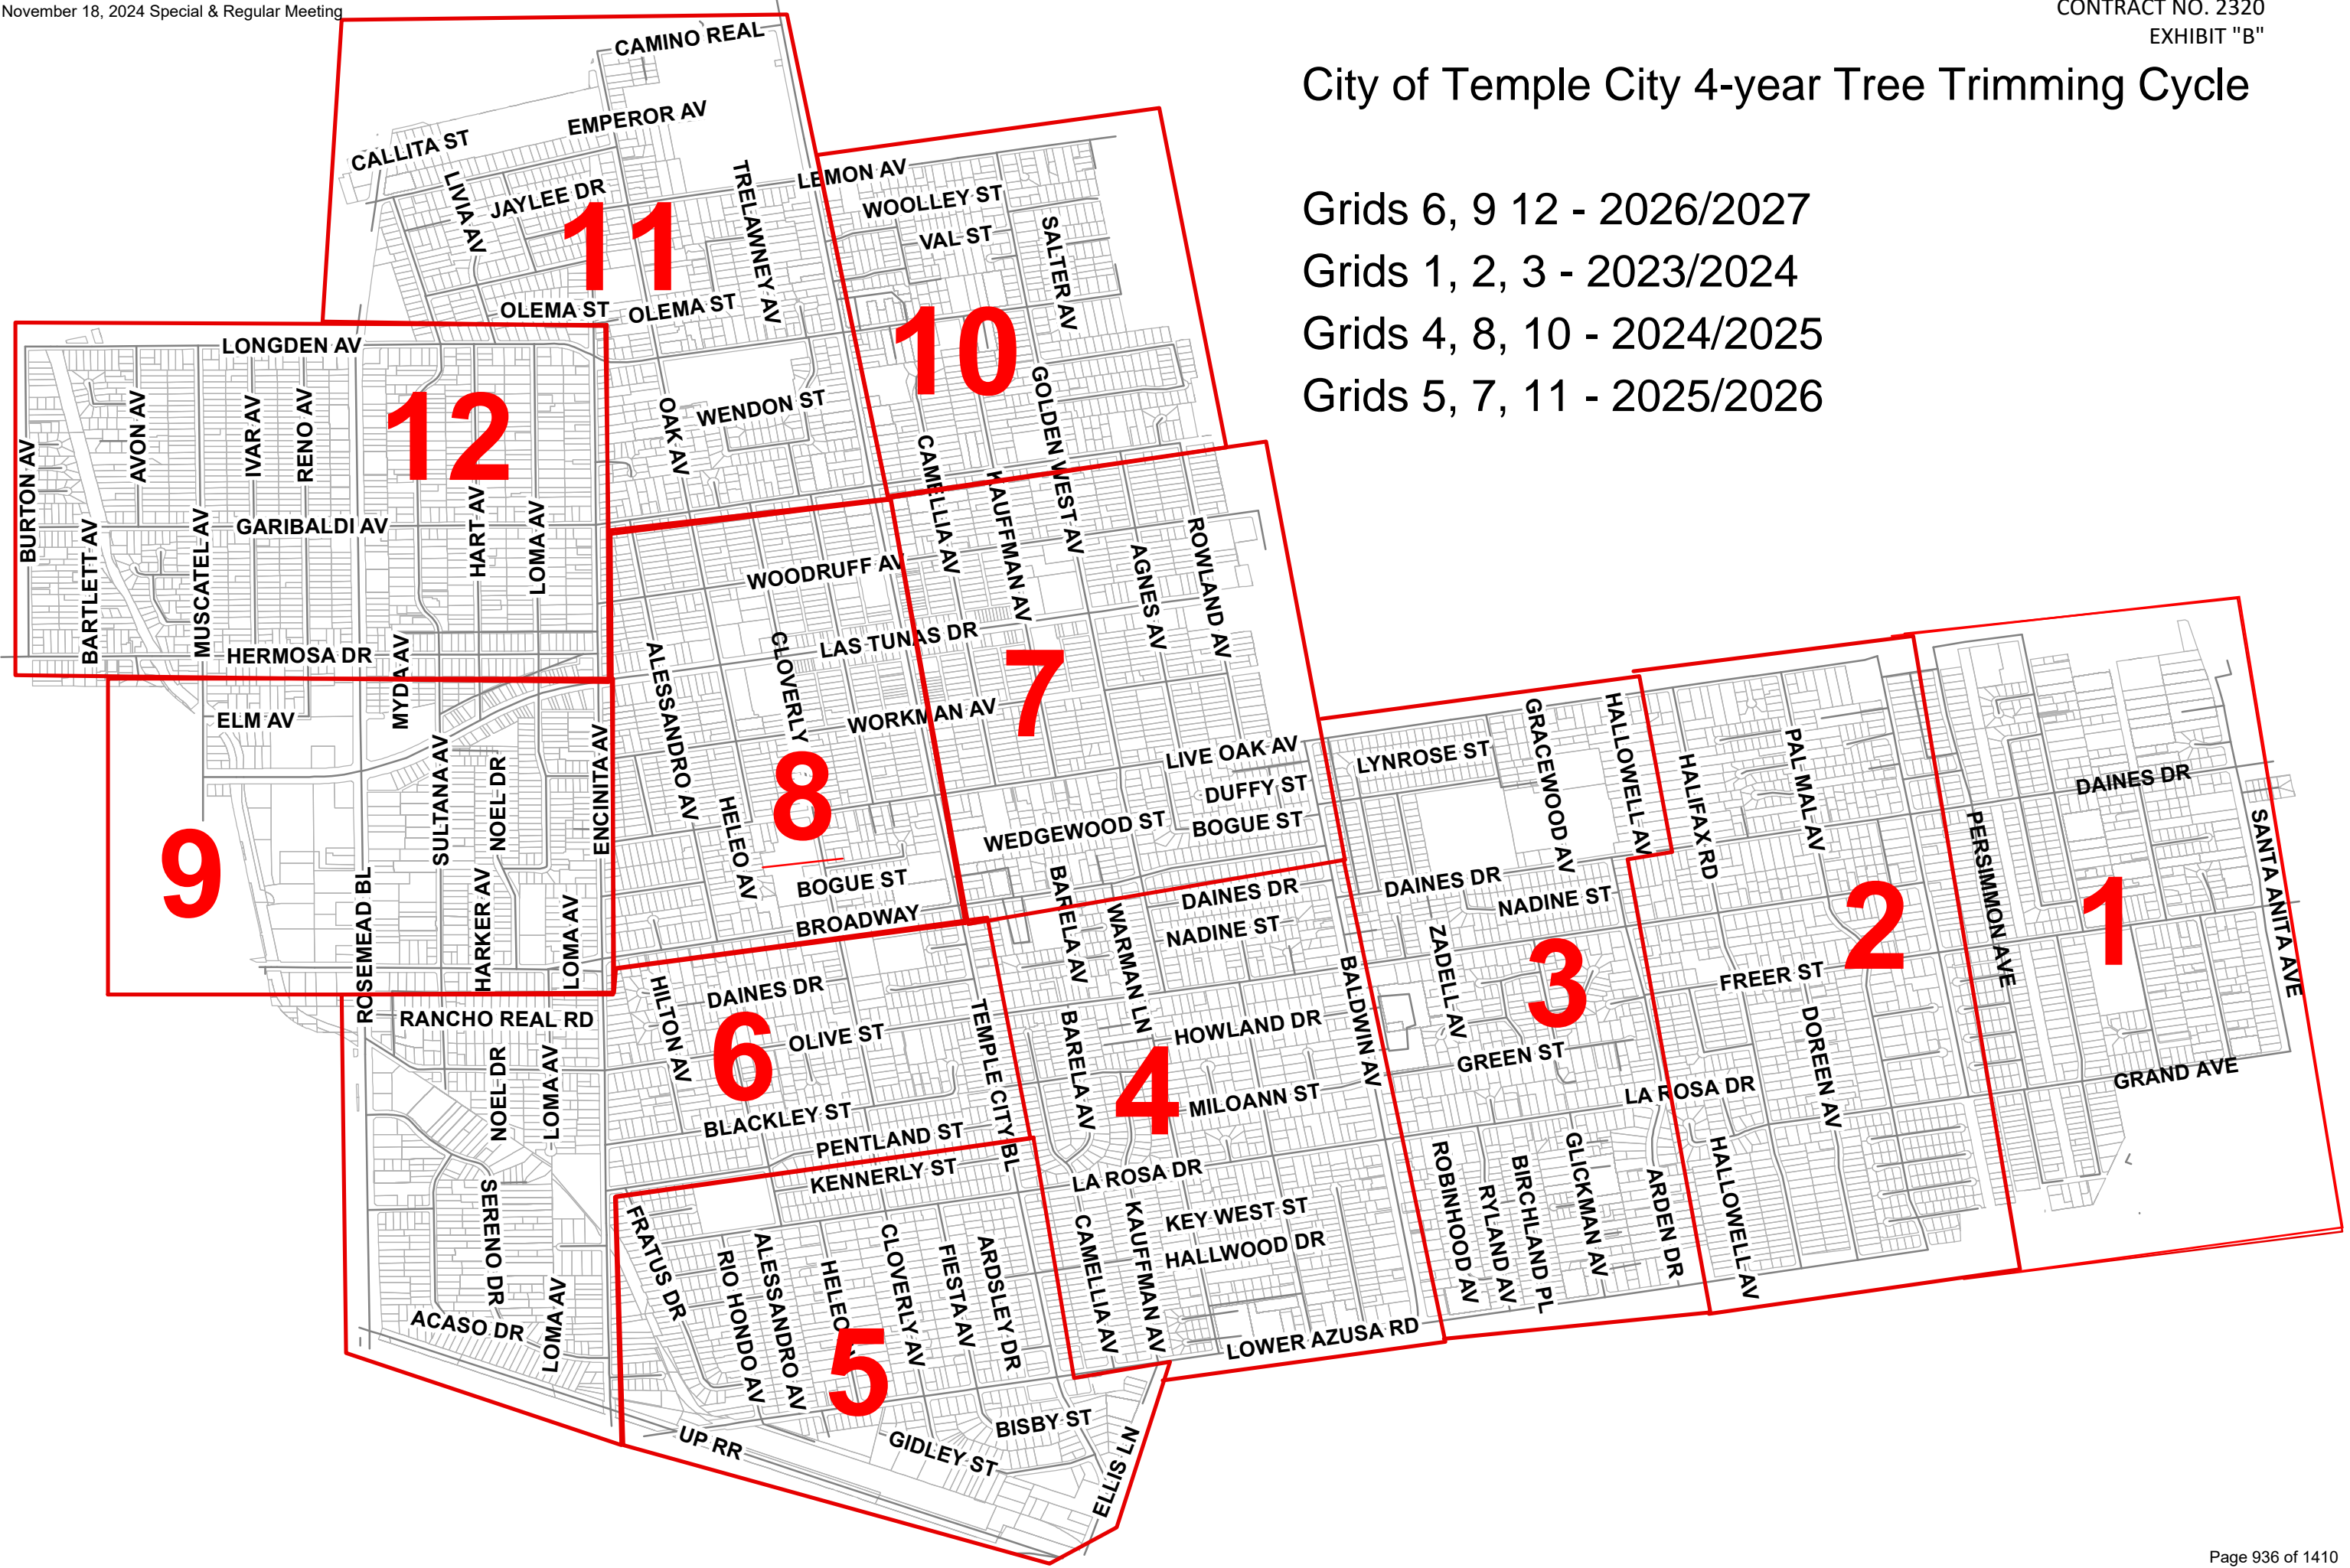 November 18, 2024 Special & Regular Meeting
CONTRACT NO. 2320
EXHIBIT "B"
City of Temple City 4-year Tree Trimming Cycle
Grids 6, 9 12 - 2026/2027
Grids 1, 2, 3 - 2023/2024
Grids 4, 8, 10 - 2024/2025
Grids 5, 7, 11 - 2025/2026
CAMINO REAL
EMPEROR AV
CALLITA ST
LIVIA AV
JAYLEE DR
TRELAWNEY AV
11
OLEMA ST
OLEMA ST
OAK AV
WENDON ST
LEMON AV
WOOLLEY ST
VAL ST
SALTER AV
10
GOLDEN WEST AV
CAMELLIA AV
KAUFFMAN AV
LONGDEN AV
AVON AV
IVAR AV
RENO AV
12
BURTON AV
BARTLETT AV
MUSCATEL AV
GARIBALDI AV
HART AV
LOMA AV
HERMOSA DR
MYDA AV
WOODRUFF AV
AGNES AV
ROWLAND AV
LAS TUNAS DR
ALESSANDRO AV
CLOVERLY
7
WORKMAN AV
8
HELEO AV
BOGUE ST
BROADWAY
LIVE OAK AV
DUFFY ST
WEDGEWOOD ST
BOGUE ST
ELM AV
SULTANA AV
NOEL DR
ENCINITA AV
9
ROSEMEAD BL
HARKER AV
LOMA AV
RANCHO REAL RD
NOEL DR
LOMA AV
SERENO DR
LOMA AV
ACASO DR
HILTON AV
DAINES DR
6
OLIVE ST
TEMPLE CITY BL
BLACKLEY ST
PENTLAND ST
KENNERLY ST
FRATUS DR
RIO HONDO AV
ALESSANDRO AV
HELEO
CLOVERLY AV
FIESTA AV
ARDSLEY DR
5
UP RR
GIDLEY ST
BISBY ST
ELLIS LN
BARELA AV
WARMAN LN
DAINES DR
NADINE ST
BARELA AV
HOWLAND DR
4
MILOANN ST
BALDWIN AV
LA ROSA DR
KEY WEST ST
HALLWOOD DR
CAMELLIA AV
KAUFFMAN AV
LOWER AZUSA RD
LYNROSE ST
GRACEWOOD AV
HALLOWELL AV
DAINES DR
NADINE ST
ZADELL AV
3
GREEN ST
LA ROSA DR
ROBINHOOD AV
RYLAND AV
BIRCHLAND PL
GLICKMAN AV
ARDEN DR
HALIFAX RD
PAL MAL AV
2
FREER ST
DOREEN AV
HALLOWELL AV
PERSIMMON AVE
DAINES DR
1
SANTA ANITA AVE
GRAND AVE
Page 936 of 1410